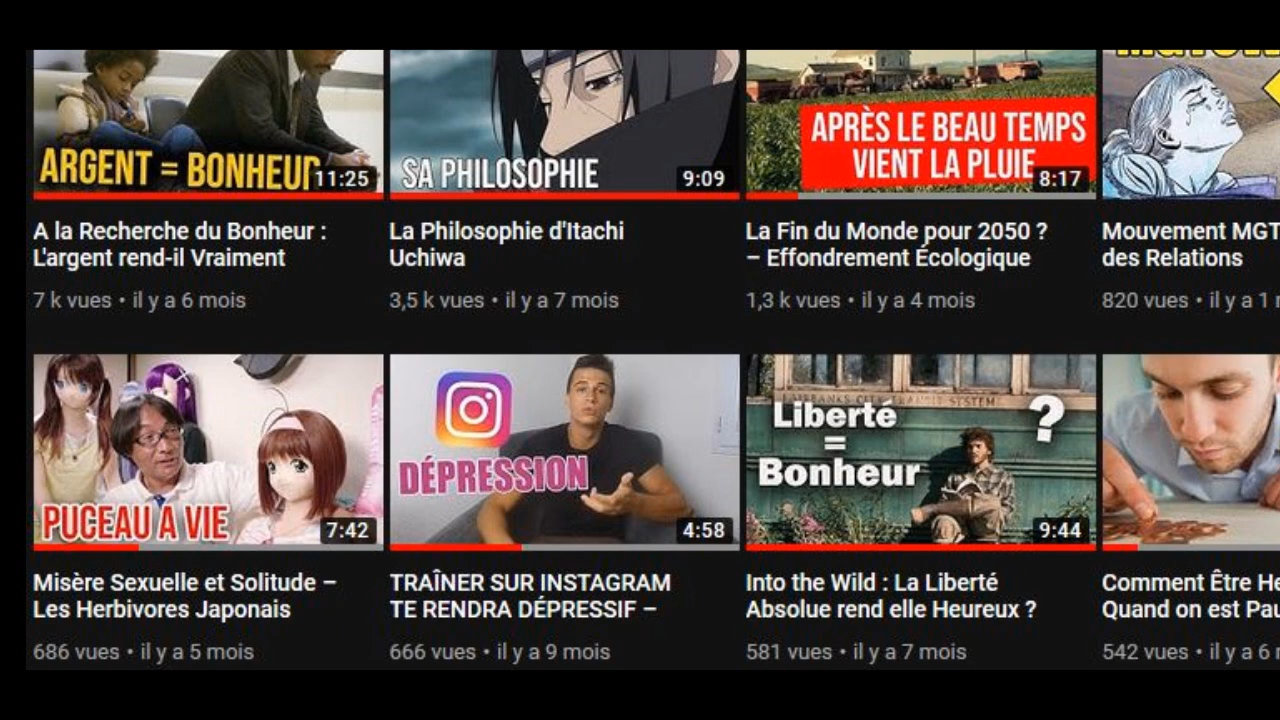 ARGENT = BONHEUR
11:25
SA PHILOSOPHIE
9:09
APRÈS LE BEAU TEMPS
VIENT LA PLUIE
8:17
A la Recherche du Bonheur :
L'argent rend-il Vraiment
7 k vues • il y a 6 mois
La Philosophie d'Itachi
Uchiwa
3,5 k vues • il y a 7 mois
La Fin du Monde pour 2050 ?
– Effondrement Écologique
1,3 k vues • il y a 4 mois
Mouvement MGT
des Relations
820 vues • il y a 1
PUCEAU A VIE
7:42
DÉPRESSION
4:58
Liberté
=
Bonheur
?
9:44
Misère Sexuelle et Solitude –
Les Herbivores Japonais
686 vues • il y a 5 mois
TRAÎNER SUR INSTAGRAM
TE RENDRA DÉPRESSIF –
666 vues • il y a 9 mois
Into the Wild : La Liberté
Absolue rend elle Heureux ?
581 vues • il y a 7 mois
Comment Être He
Quand on est Pau
542 vues • il y a 6